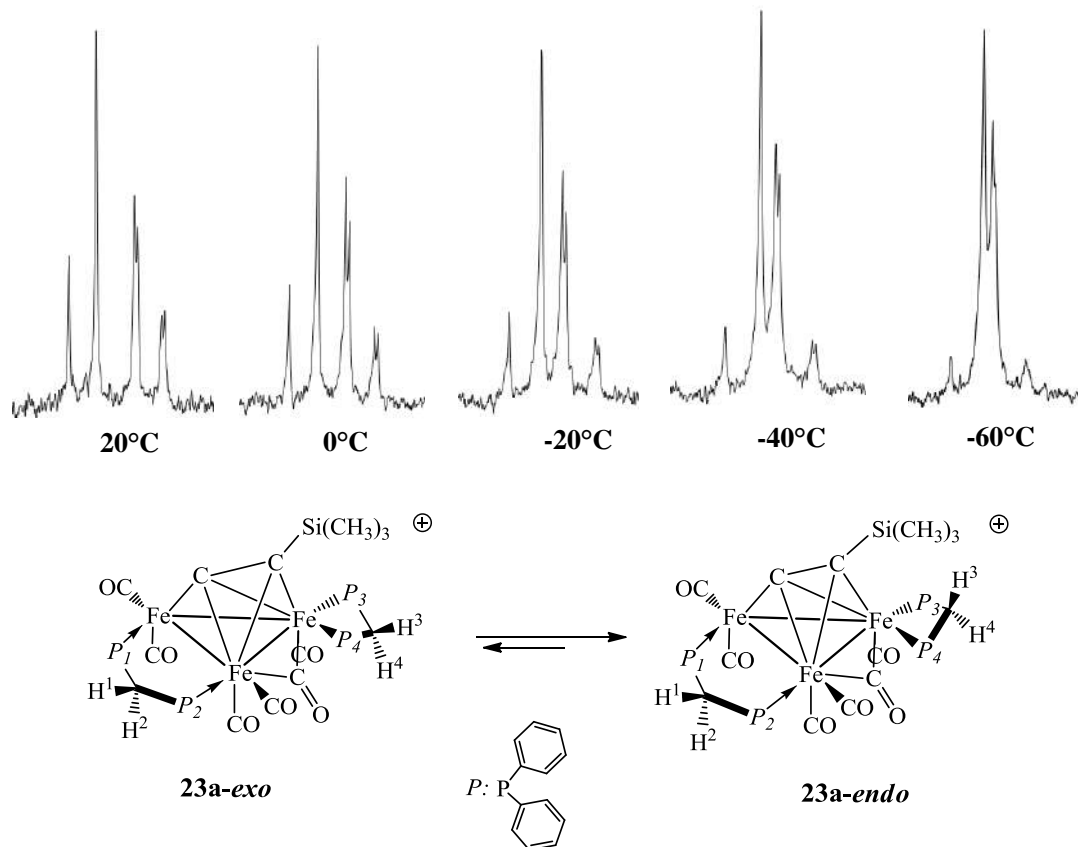 20°C 0°C -20°C -40°C -60°C
Si(CH₃)₃ ⊕ Si(CH₃)₃ ⊕
C C C C H³
OC P₃ CO P₃
Fe Fe H³ Fe Fe H⁴
P₁ CO P₄ CO P₄
CO H⁴ P₁ CO
Fe C Fe C
H¹ P₂ O H¹ P₂ O
H² CO CO H² CO CO
23a-exo P: P 23a-endo